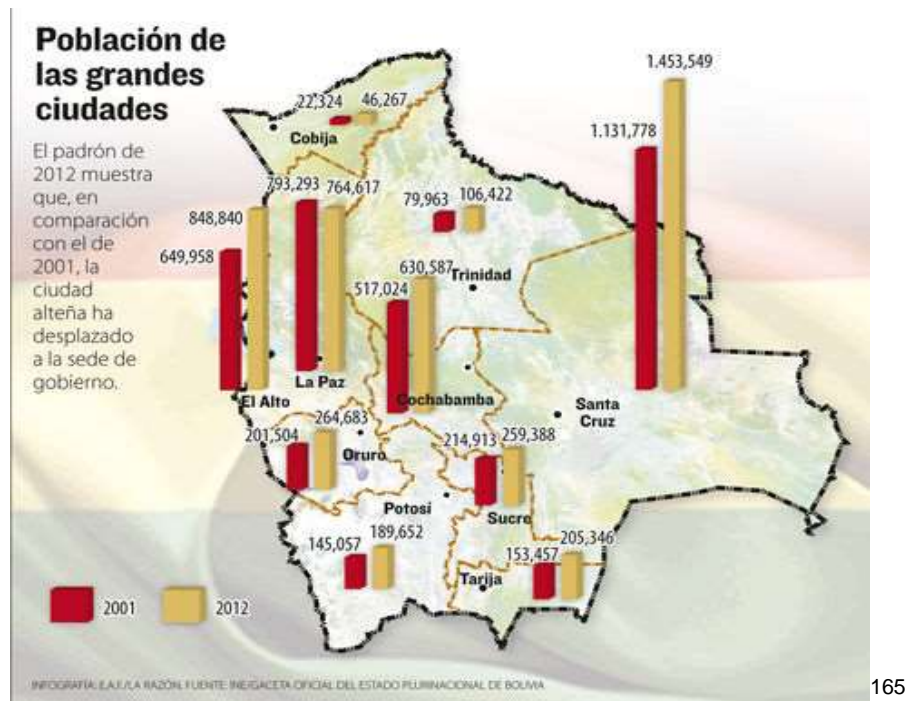 Población de
las grandes
ciudades
El padrón de
2012 muestra
que, en
comparación
con el de
2001, la
ciudad
alteña ha
desplazado
a la sede de
gobierno.
22,324 46,267
Cobija
1.453,549
1.131,778
793,293 764,617
848,840
649,958
79,963 106,422
Trinidad
517,024 630,587
La Paz
El Alto
Cochabamba
Santa
Cruz
201,504 264,683
Oruro
214,913 259,388
Potosí
Sucre
145,057 189,652
153,457 205,346
Tarija
2001 2012
INFOGRAFÍA: E.A.F./LA RAZÓN. FUENTE: INE/GACETA OFICIAL DEL ESTADO PLURINACIONAL DE BOLIVIA
165